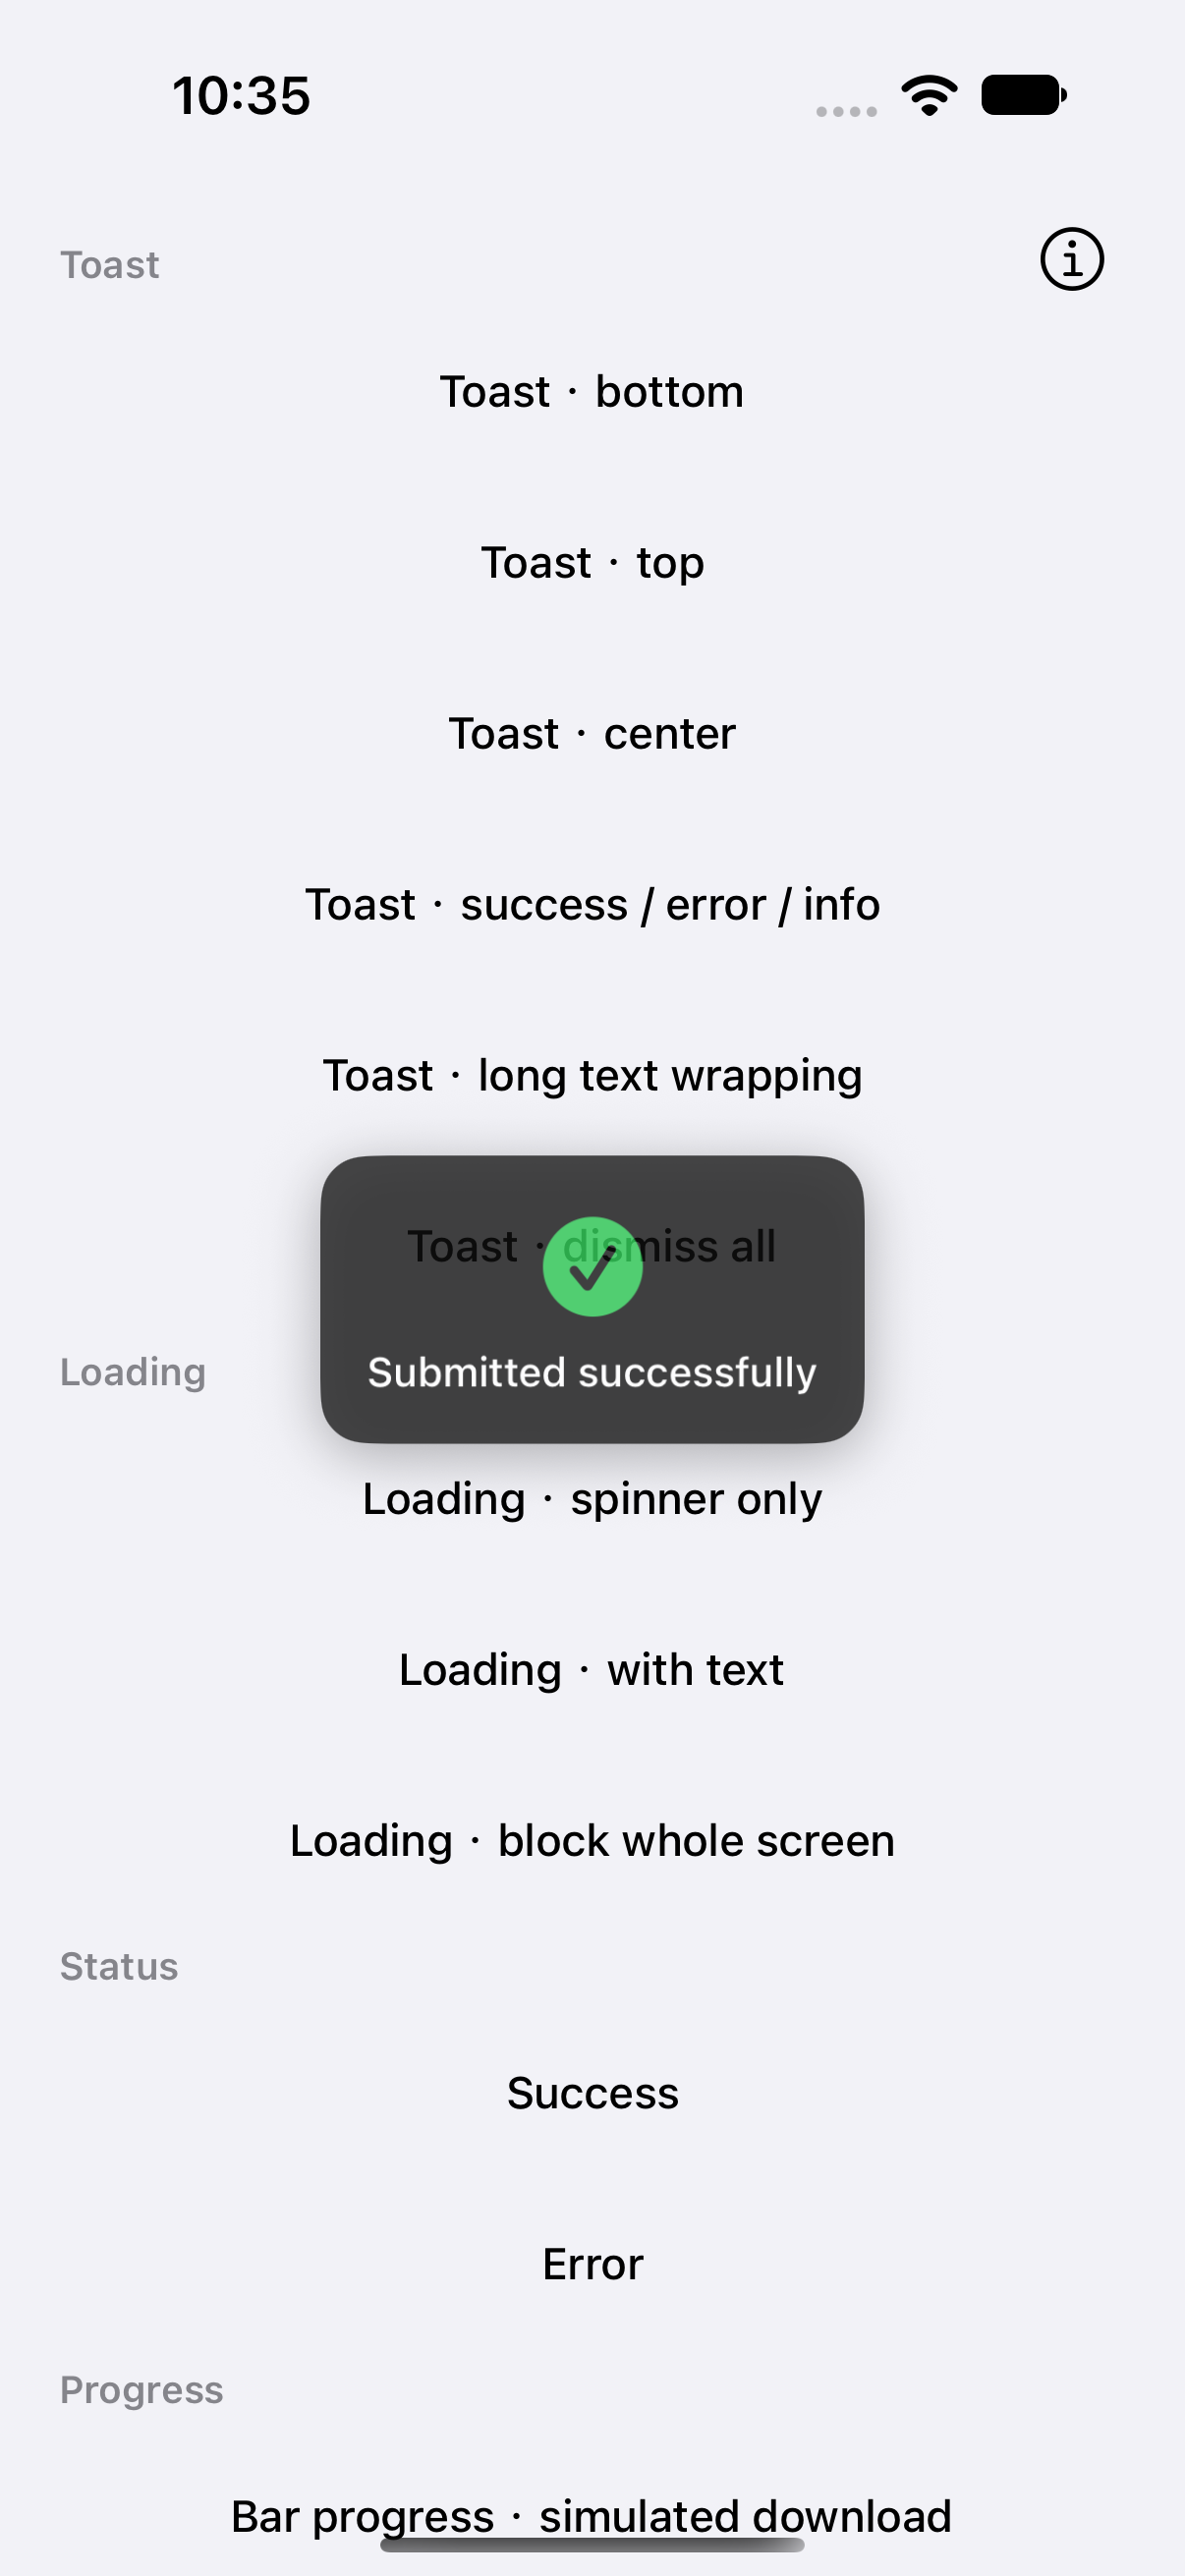 10:35
Toast
Toast · bottom
Toast · top
Toast · center
Toast · success / error / info
Toast · long text wrapping
Toast · dismiss all
Submitted successfully
Loading
Loading · spinner only
Loading · with text
Loading · block whole screen
Status
Success
Error
Progress
Bar progress · simulated download